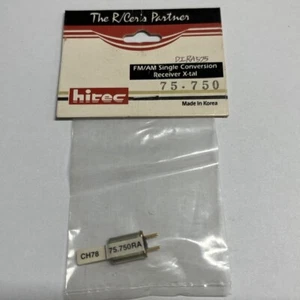 The R/Cer's Partner
FM/AM Single Conversion
Receiver X-tal
75.750
hitec
Made in Korea
CH78
75.750RA